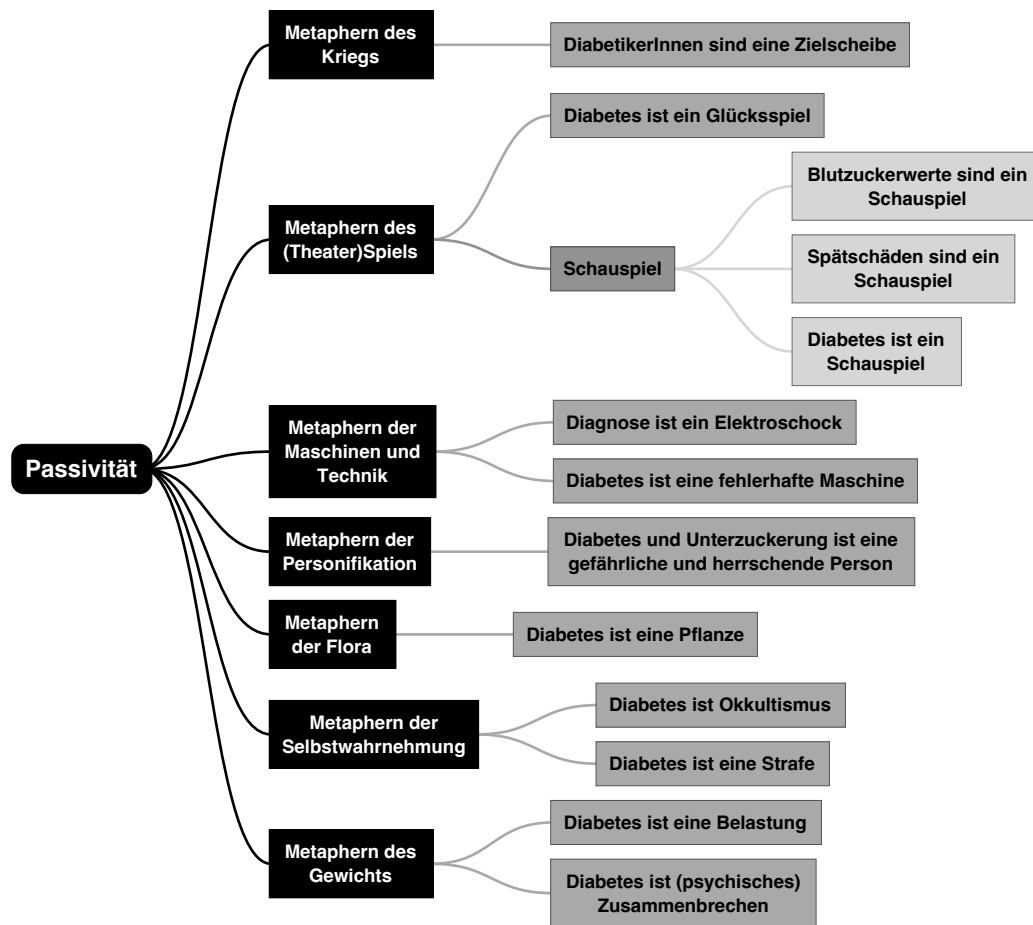 Passivität
Metaphern des
Kriegs
DiabetikerInnen sind eine Zielscheibe
Metaphern des
(Theater)Spiels
Diabetes ist ein Glücksspiel
Schauspiel
Blutzuckerwerte sind ein
Schauspiel
Spätschäden sind ein
Schauspiel
Diabetes ist ein
Schauspiel
Metaphern der
Maschinen und
Technik
Diagnose ist ein Elektroschock
Diabetes ist eine fehlerhafte Maschine
Metaphern der
Personifikation
Diabetes und Unterzuckerung ist eine
gefährliche und herrschende Person
Metaphern
der Flora
Diabetes ist eine Pflanze
Metaphern der
Selbstwahrnehmung
Diabetes ist Okkultismus
Diabetes ist eine Strafe
Metaphern des
Gewichts
Diabetes ist eine Belastung
Diabetes ist (psychisches)
Zusammenbrechen